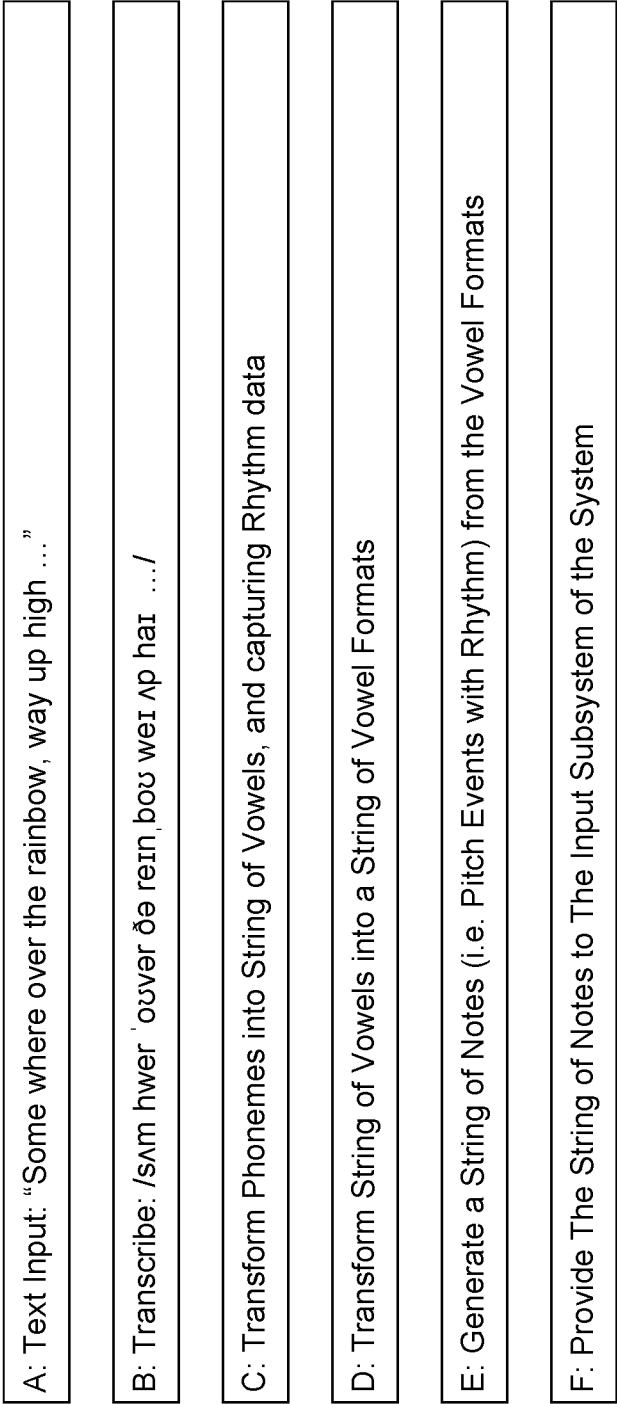 A: Text Input: “Some where over the rainbow, way up high ...”
B: Transcribe: /sʌm hwer ˈoʊvər ðə reɪnˌboʊ weɪ ʌp haɪ .../
C: Transform Phonemes into String of Vowels, and capturing Rhythm data
D: Transform String of Vowels into a String of Vowel Formats
E: Generate a String of Notes (i.e. Pitch Events with Rhythm) from the Vowel Formats
F: Provide The String of Notes to The Input Subsystem of the System